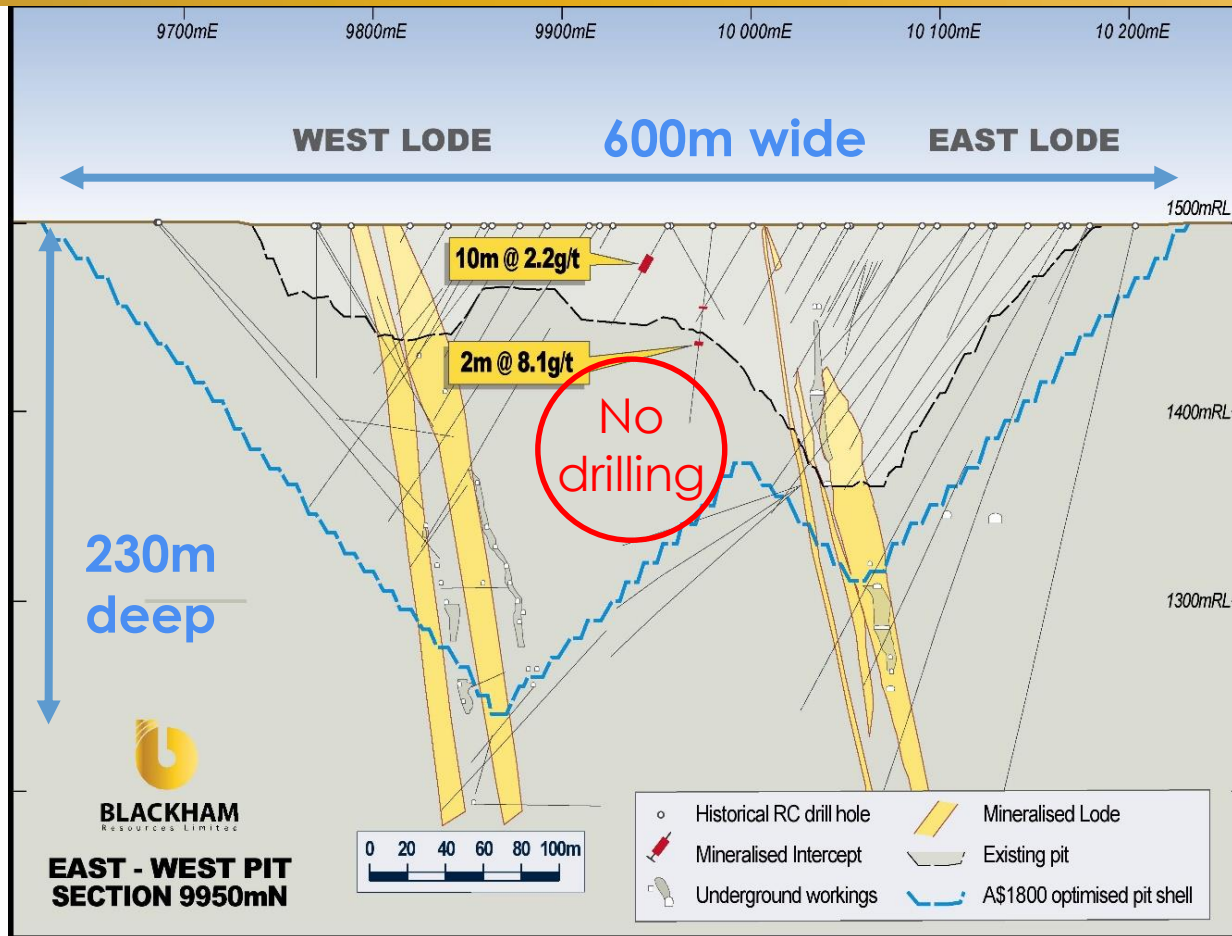 9700mE
9800mE
9900mE
10 000mE
10 100mE
10 200mE
WEST LODE
600m wide
EAST LODE
1500mRL
10m @ 2.2g/t
2m @ 8.1g/t
No
drilling
1400mRL
230m
deep
1300mRL
b
BLACKHAM
Resources Limited
EAST - WEST PIT
SECTION 9950mN
0 20 40 60 80 100m
Historical RC drill hole
Mineralised Lode
Mineralised Intercept
Existing pit
Underground workings
A$1800 optimised pit shell